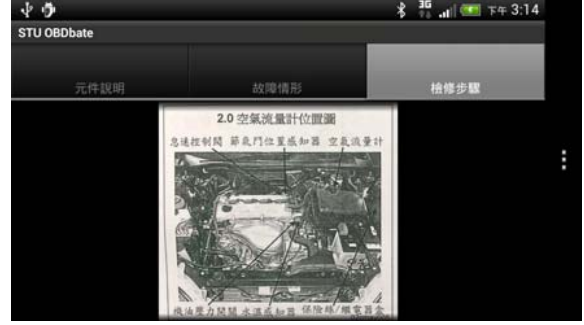 3G
下午 3:14
STU OBDbate
元件說明
故障情形
檢修步驟
2.0 空氣流量計位置圖
怠速控制閥 節氣門位置感知器 空氣流量計
機油壓力開關 水溫感知器 保險絲/繼電器盒